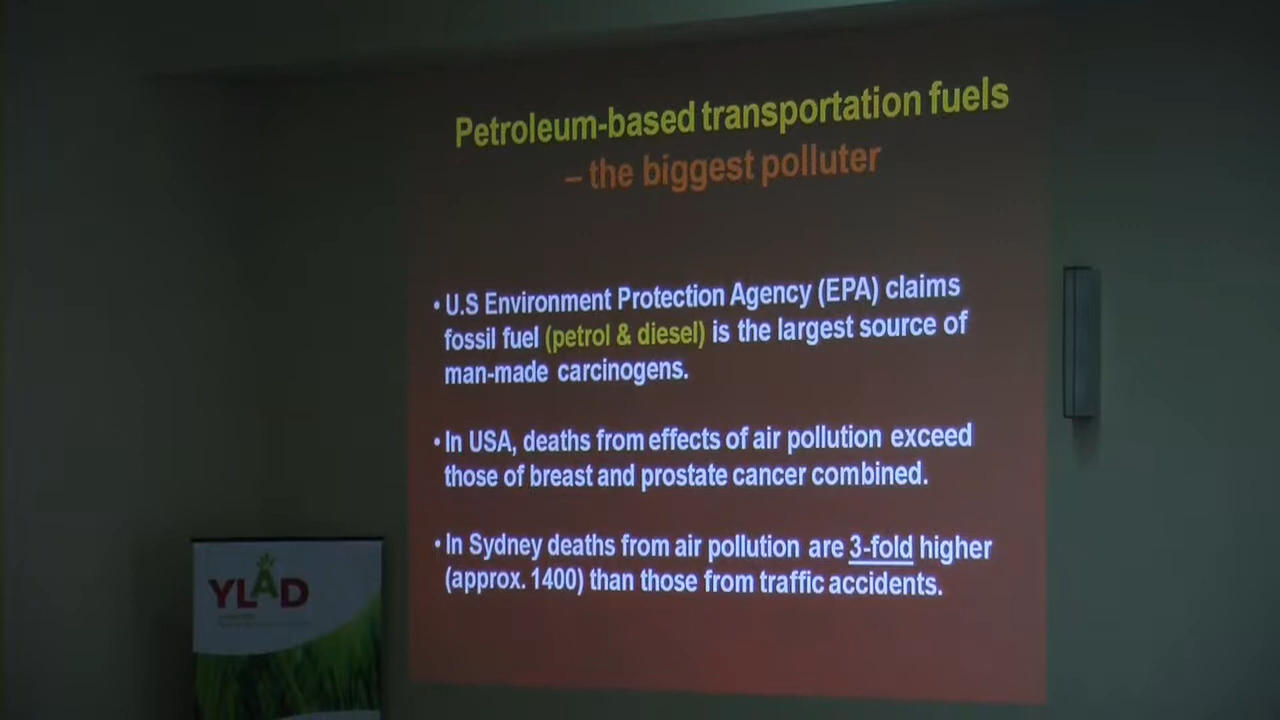 Petroleum-based transportation fuels
– the biggest polluter
• U.S Environment Protection Agency (EPA) claims
fossil fuel (petrol & diesel) is the largest source of
man-made carcinogens.
• In USA, deaths from effects of air pollution exceed
those of breast and prostate cancer combined.
• In Sydney deaths from air pollution are 3-fold higher
(approx. 1400) than those from traffic accidents.
YLAD